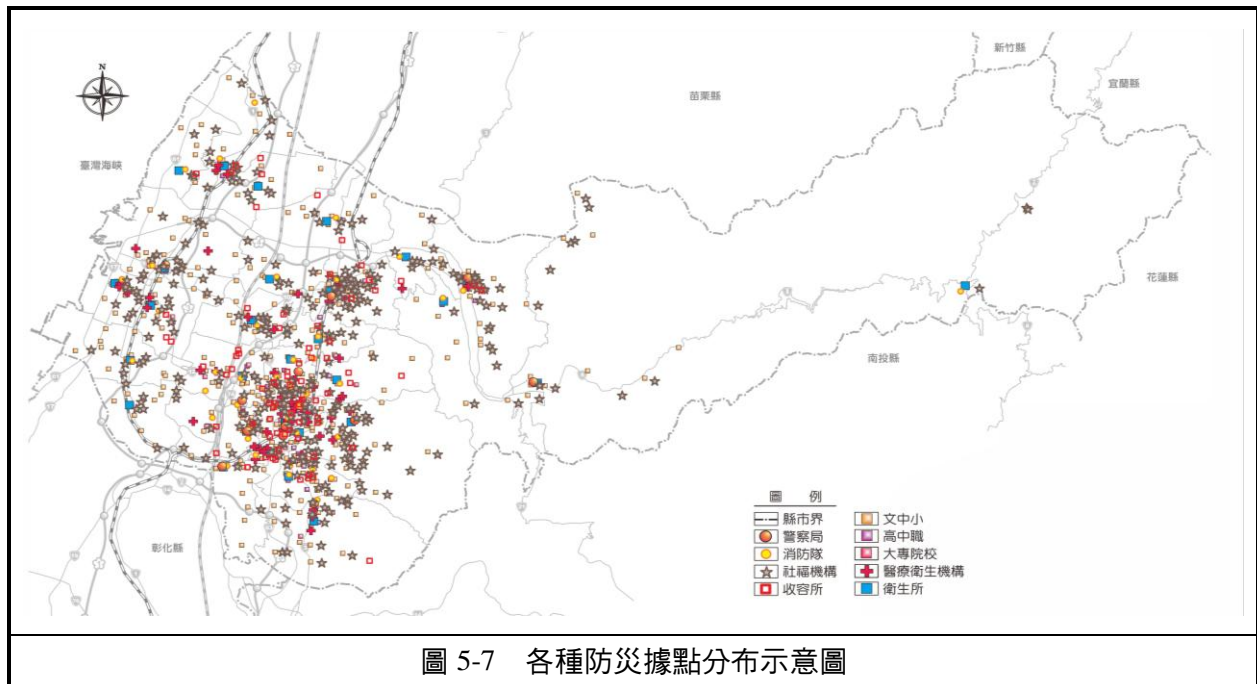 N
新竹縣
宜蘭縣
苗栗縣
臺灣海峽
花蓮縣
南投縣
彰化縣
圖 例
縣市界
文中小
警察局
高中職
消防隊
大專院校
社福機構
醫療衛生機構
收容所
衛生所
圖 5-7 各種防災據點分布示意圖